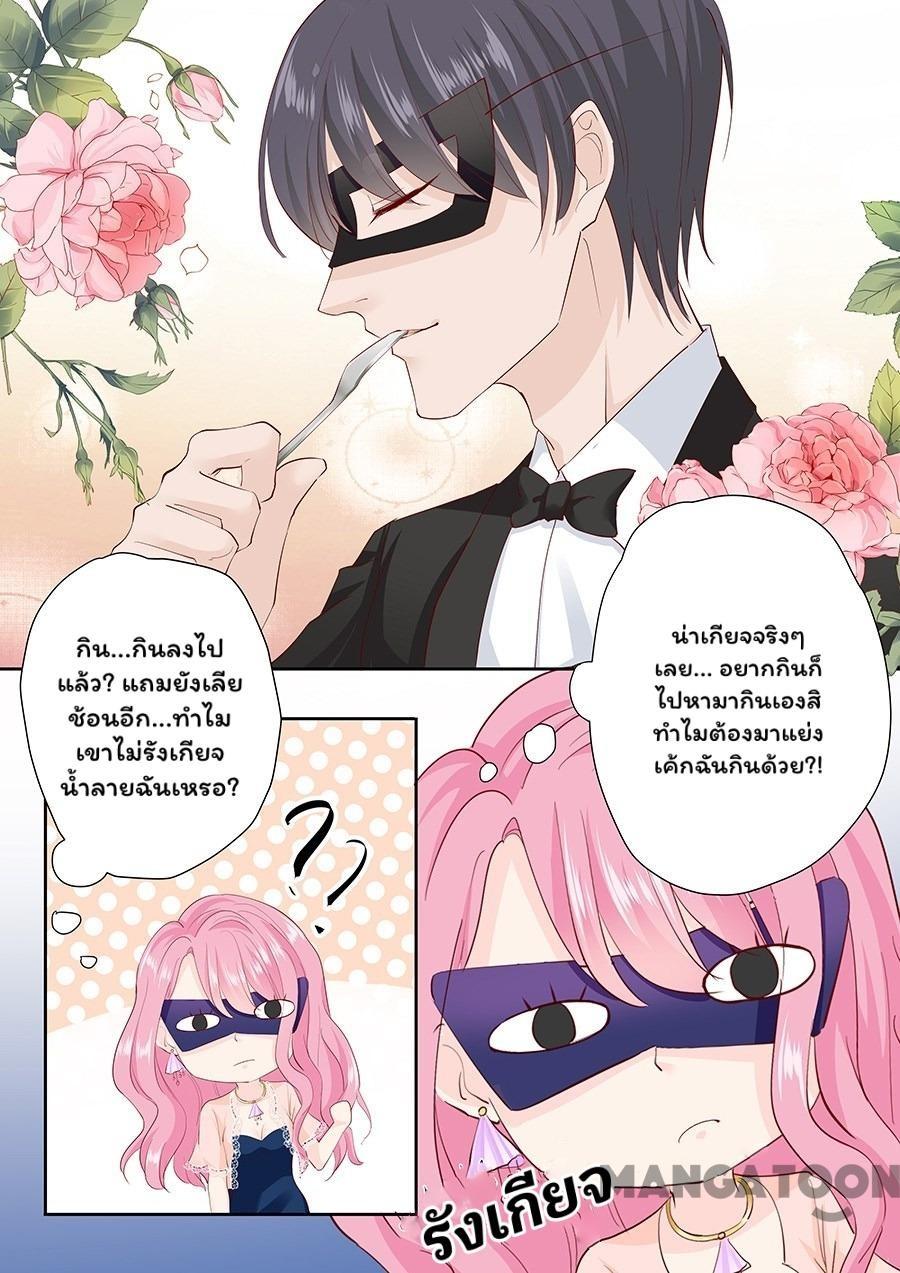 กิน...กินลงไป
แล้ว? แถมยังเลีย
ช้อนอีก...ทำไม
เขาไม่รังเกียจ
น้ำลายฉันเหรอ?
น่าเกียจจริงๆ
เลย... อยากกินก็
ไปหามากินเองสิ
ทำไมต้องมาแย่ง
เค้กฉันกินด้วย?!
??
รังเกียจ
MANGATOON